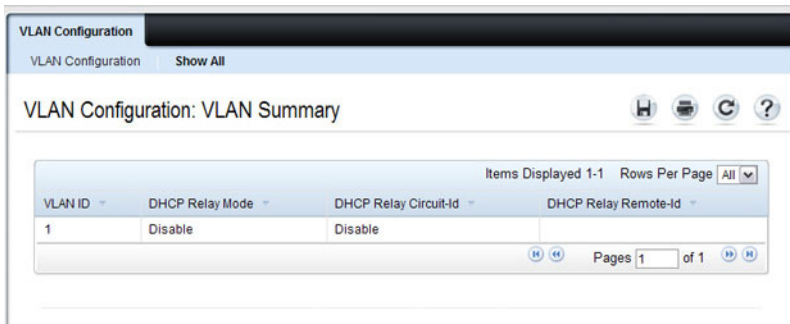 VLAN Configuration
VLAN Configuration Show All
VLAN Configuration: VLAN Summary
Items Displayed 1-1 Rows Per Page All
VLAN ID DHCP Relay Mode DHCP Relay Circuit-Id DHCP Relay Remote-Id
1 Disable Disable
Pages 1 of 1